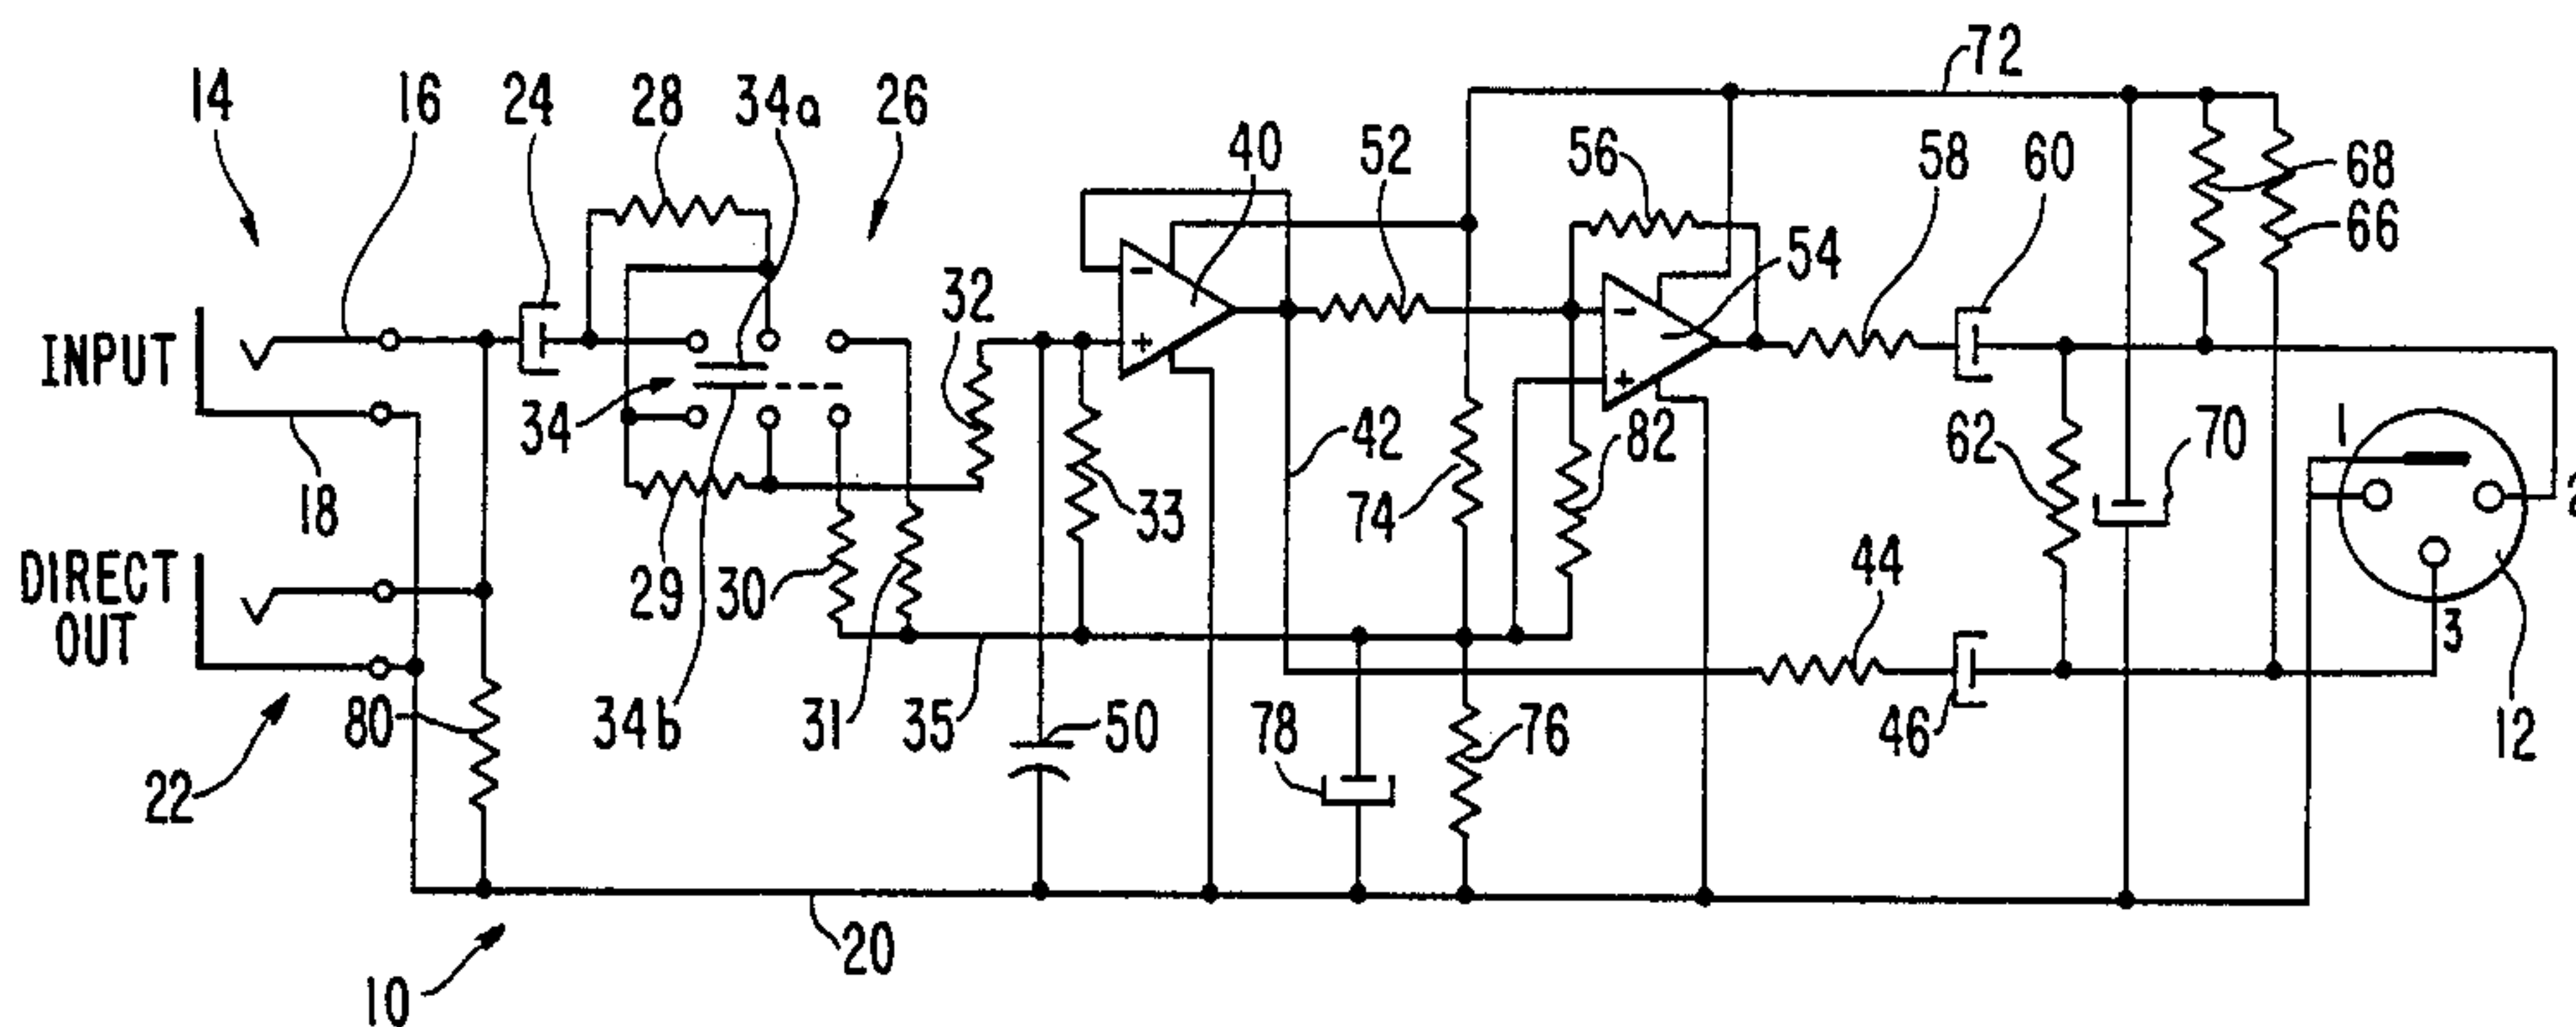 14 16 24 28 34a 26 72
40 52 56 58 60 68
54 66
32
INPUT
34 42 82 62 70 1
18 33 74 2
DIRECT
OUT
29 30 44
3
80 34b 31 35 50 78 76 46 12
22
20
10
- + - +